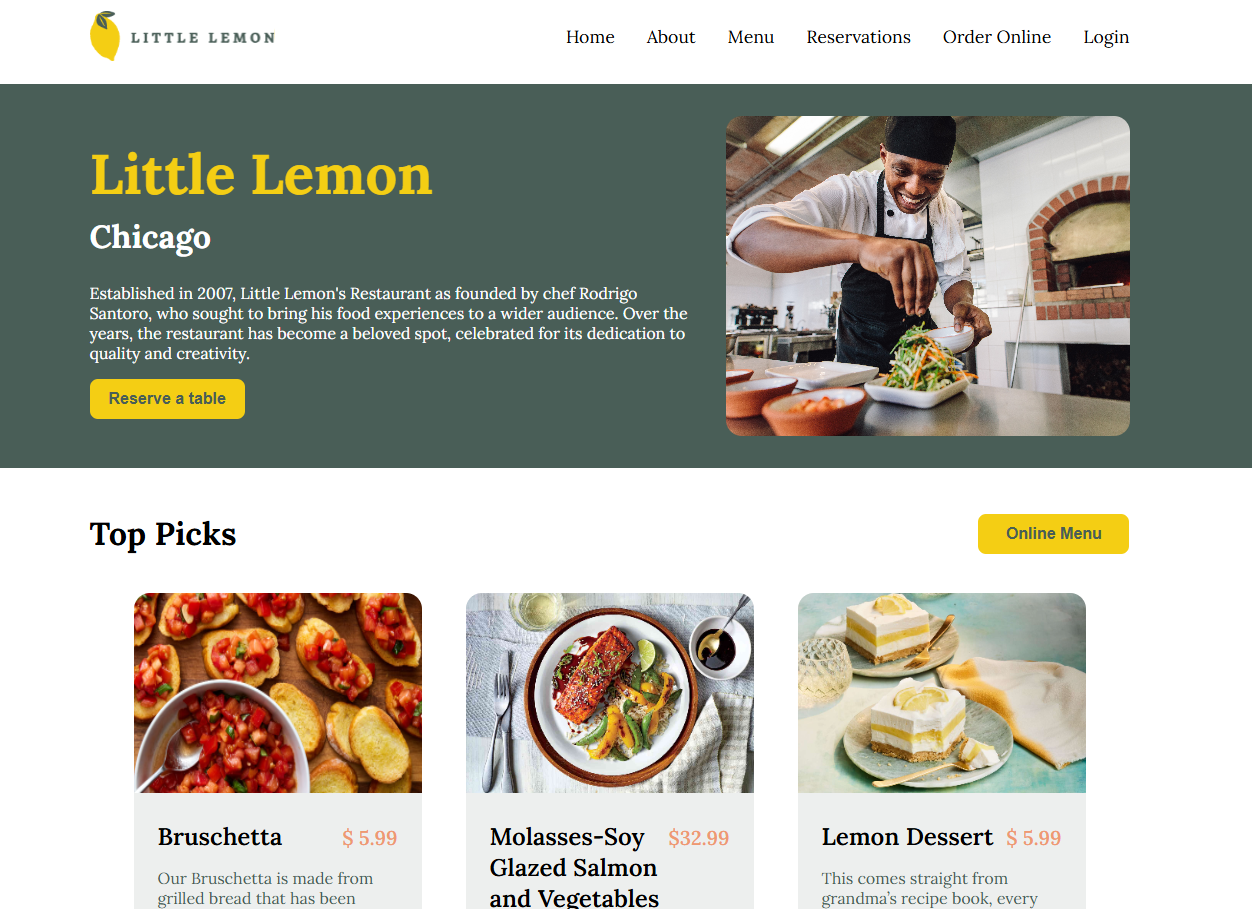 LITTLE LEMON
Home About Menu Reservations Order Online Login
Little Lemon
Chicago
Established in 2007, Little Lemon's Restaurant as founded by chef Rodrigo
Santoro, who sought to bring his food experiences to a wider audience. Over the
years, the restaurant has become a beloved spot, celebrated for its dedication to
quality and creativity.
Reserve a table
Top Picks
Online Menu
Bruschetta $ 5.99
Our Bruschetta is made from
grilled bread that has been
Molasses-Soy $32.99
Glazed Salmon
and Vegetables
Lemon Dessert $ 5.99
This comes straight from
grandma’s recipe book, every